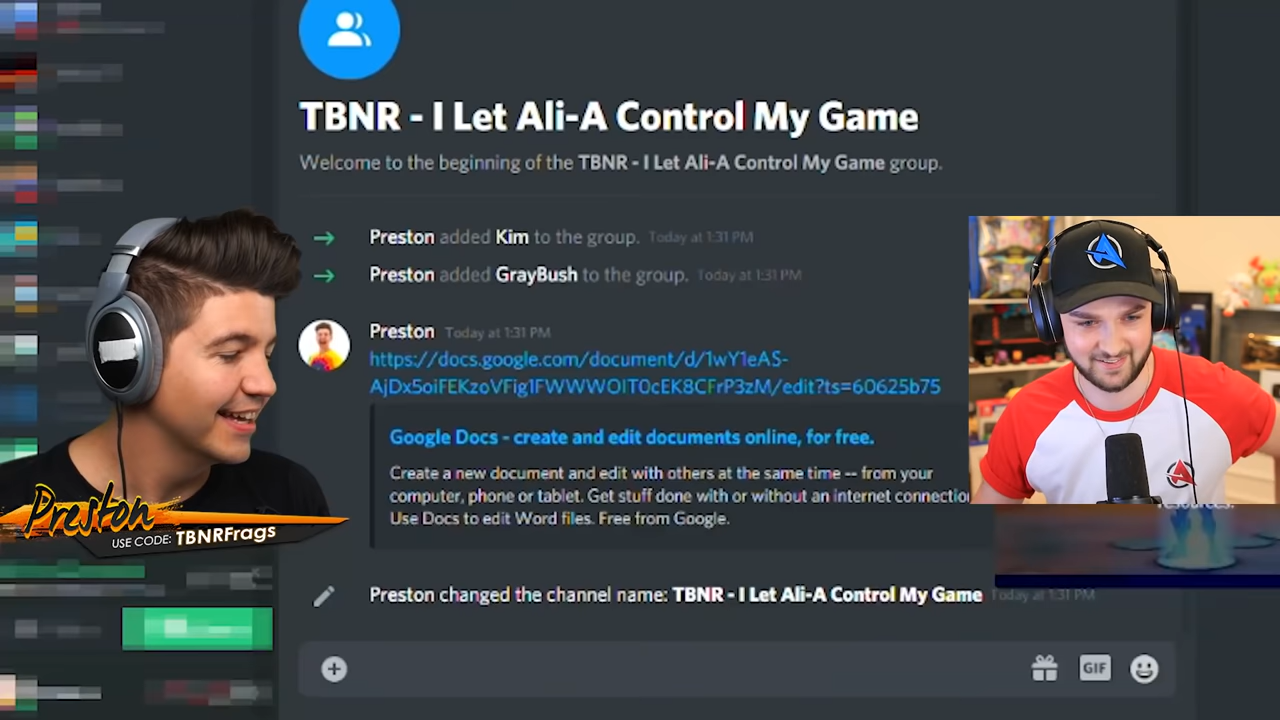 TBNR - I Let Ali-A Control My Game
Welcome to the beginning of the TBNR - I Let Ali-A Control My Game group.
Preston added Kim to the group. Today at 1:31 PM
Preston added GrayBush to the group. Today at 1:31 PM
Preston Today at 1:31 PM
https://docs.google.com/document/d/1wY1eAS-
AjDx5oiFEKzoVFig1FWWWOIT0cEK8CFrP3zM/edit?ts=60625b75
Google Docs - create and edit documents online, for free.
Create a new document and edit with others at the same time -- from your
computer, phone or tablet. Get stuff done with or without an internet connectio
Use Docs to edit Word files. Free from Google.
Preston
USE CODE: TBNRFrags
resources.
Preston changed the channel name: TBNR - I Let Ali-A Control My Game Today at 1:31 PM
GIF